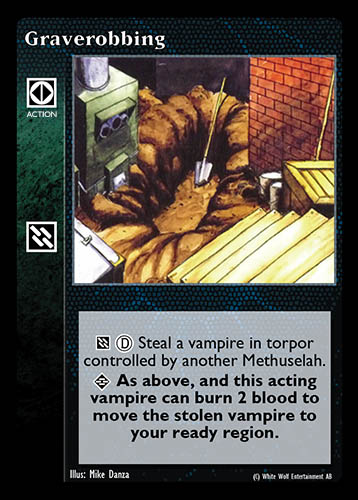 Graverobbing
ACTION
D Steal a vampire in torpor
controlled by another Methuselah.
As above, and this acting
vampire can burn 2 blood to
move the stolen vampire to
your ready region.
Illus: Mike Danza
(C) White Wolf Entertainment AB